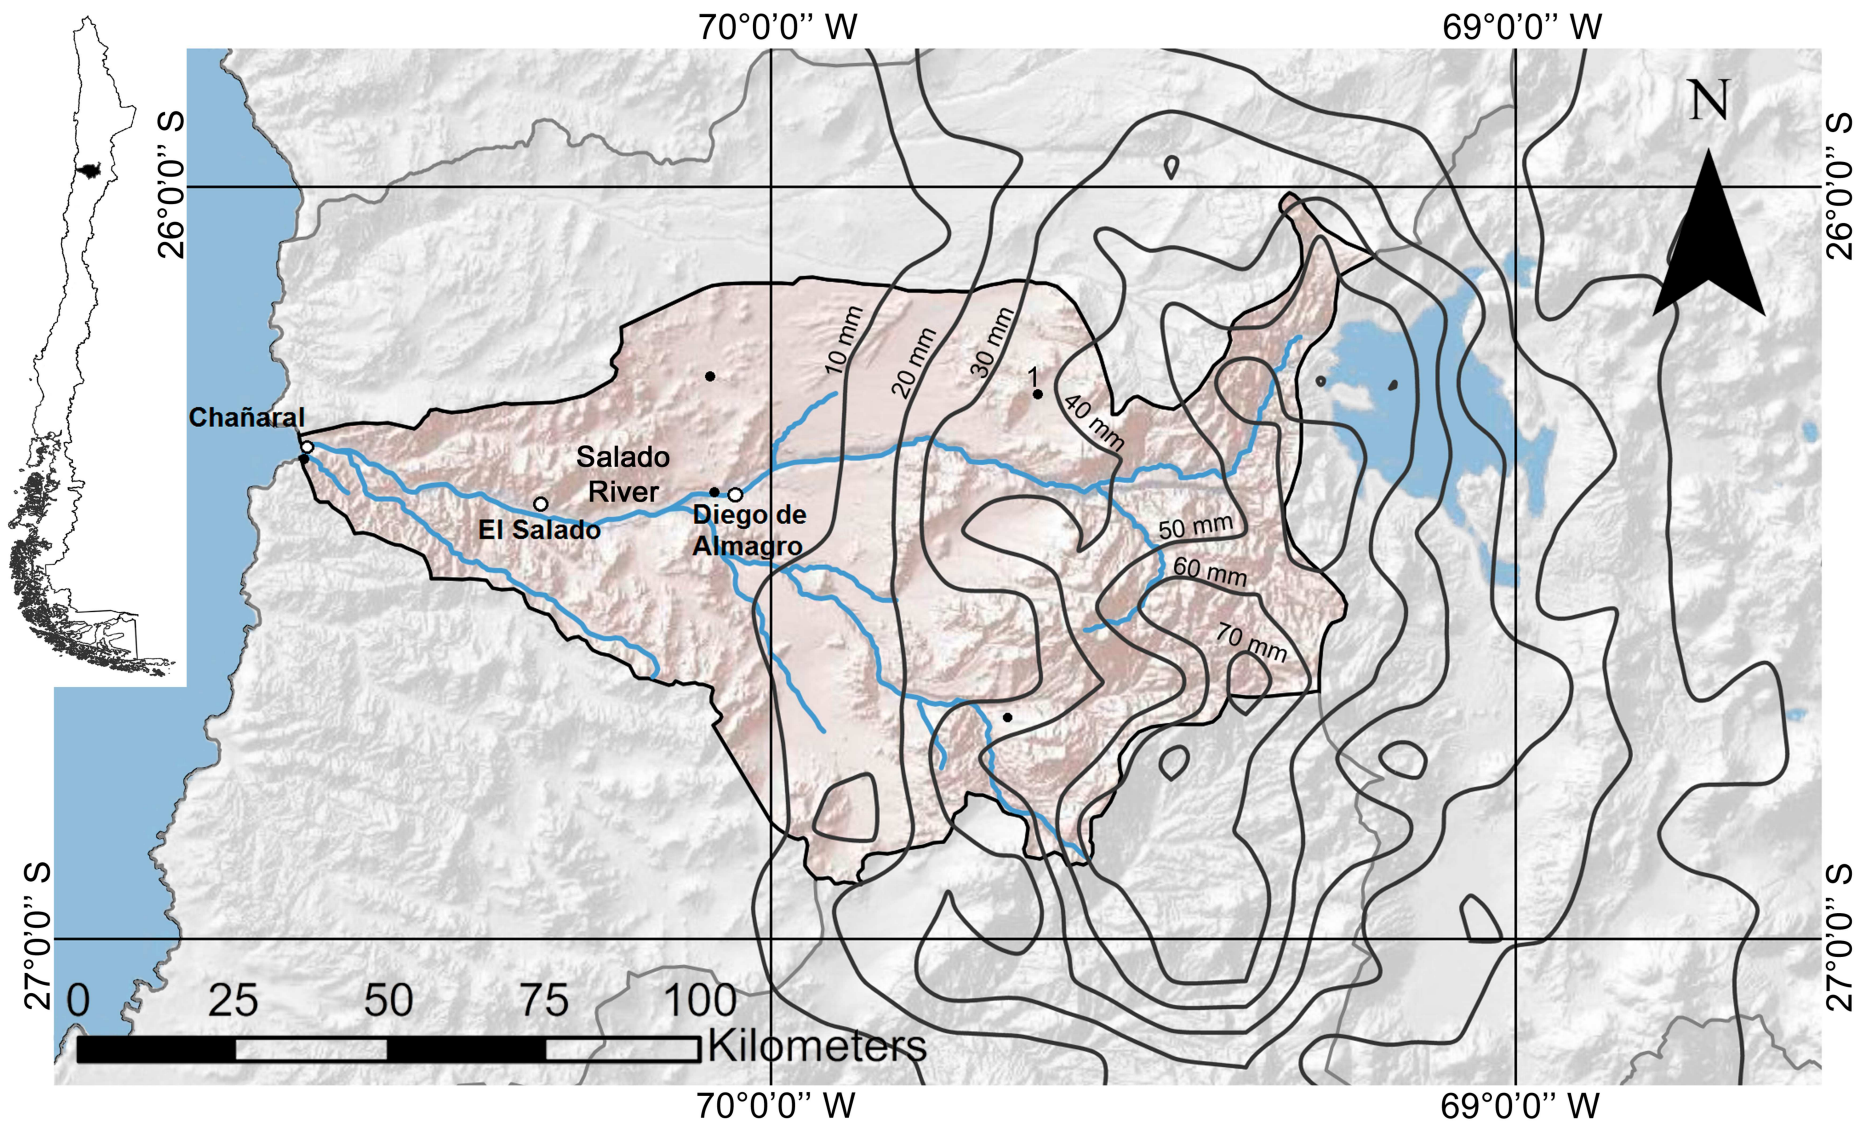 70°0’0’’ W
69°0’0’’ W
N
26°0’0’’ S
26°0’0’’ S
10 mm
20 mm
30 mm
1
40 mm
Chañaral
Salado
River
El Salado
Diego de
Almagro
50 mm
60 mm
70 mm
27°0’0’’ S
27°0’0’’ S
0 25 50 75 100
Kilometers
70°0’0’’ W
69°0’0’’ W